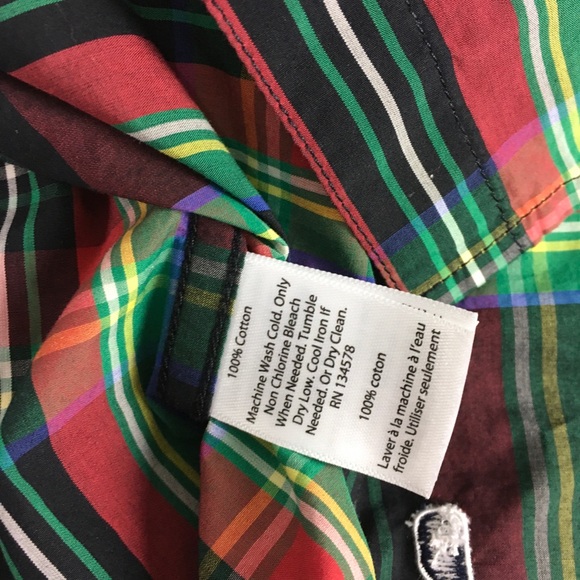 100% Cotton
Machine Wash Cold. Only
Non Chlorine Bleach
When Needed. Tumble
Dry Low. Cool Iron If
Needed. Or Dry Clean.
RN 134578
100% coton
Laver à la machine à l'eau
froide. Utiliser seulement